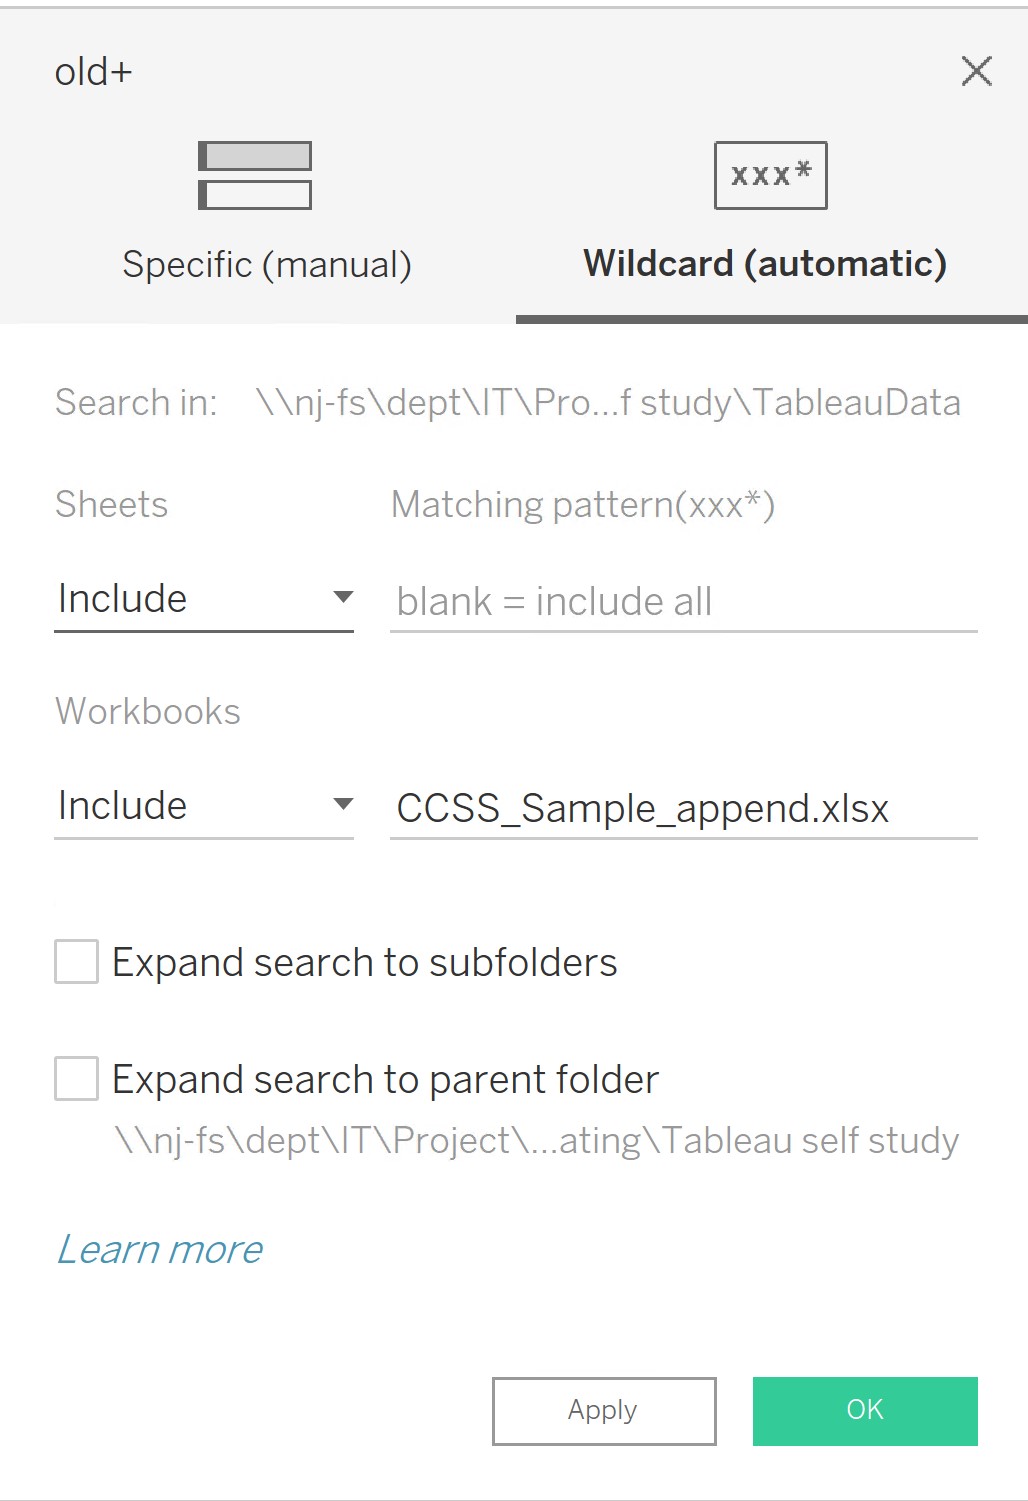 old+
xxx*
Specific (manual)
Wildcard (automatic)
Search in: \\nj-fs\dept\IT\Pro...f study\TableauData
Sheets Matching pattern(xxx*)
Include blank = include all
Workbooks
Include CCSS_Sample_append.xlsx
Expand search to subfolders
Expand search to parent folder
\\nj-fs\dept\IT\Project\...ating\Tableau self study
Learn more
Apply OK